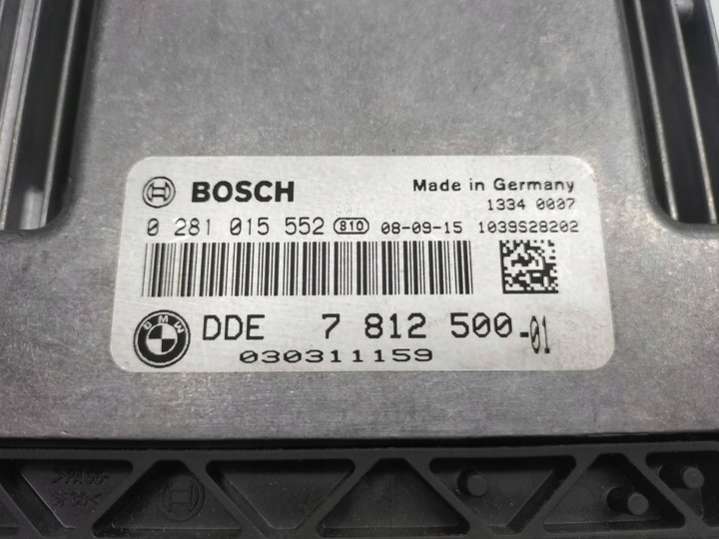 BOSCH
Made in Germany
1334 0007
0 281 015 552 810 08-09-15 1039S28202
BMW
DDE 7 812 500-01
030311159